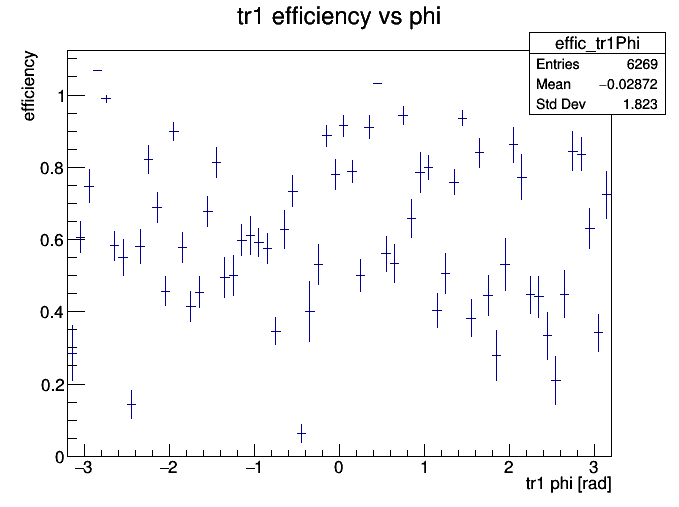 tr1 efficiency vs phi
effic_tr1Phi
Entries 6269
Mean −0.02872
Std Dev 1.823
efficiency
1
0.8
0.6
0.4
0.2
0
−3 −2 −1 0 1 2 3
tr1 phi [rad]